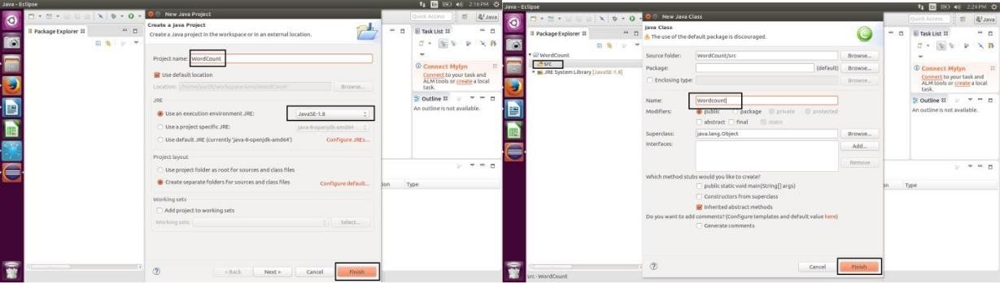 Java - Eclipse
En
2:16 PM
Quick Access
Java
Package Explorer
New Java Project
Create a Java Project
Create a Java project in the workspace or in an external location.
Project name: WordCount
Use default location
Location:
Browse...
JRE
Use an execution environment JRE:
JavaSE-1.8
Use a project specific JRE:
java-8-openjdk-amd64
Use default JRE (currently 'java-8-openjdk-amd64')
Configure JREs...
Project layout
Use project folder as root for sources and class files
Create separate folders for sources and class files
Configure default...
Working sets
Add project to working sets
Working sets:
Select...
< Back
Next >
Cancel
Finish
Task List
Connect Mylyn
Connect to your task and
ALM tools or create a local
task.
Outline
An outline is not available.
Type
Java - Eclipse
En
2:24 PM
Quick Access
Java
Package Explorer
WordCount
src
JRE System Library [JavaSE-1.8]
New Java Class
Java Class
The use of the default package is discouraged.
Source folder:
WordCount/src
Browse...
Package:
(default)
Browse...
Enclosing type:
Browse...
Name:
Wordcount
Modifiers:
public
package
private
protected
abstract
final
static
Superclass:
java.lang.Object
Browse...
Interfaces:
Add...
Remove
Which method stubs would you like to create?
public static void main(String[] args)
Constructors from superclass
Inherited abstract methods
Do you want to add comments? (Configure templates and default value here)
Generate comments
Cancel
Finish
Task List
Connect Mylyn
Connect to your task and
ALM tools or create a local
task.
Outline
An outline is not available.
Type
src - WordCount